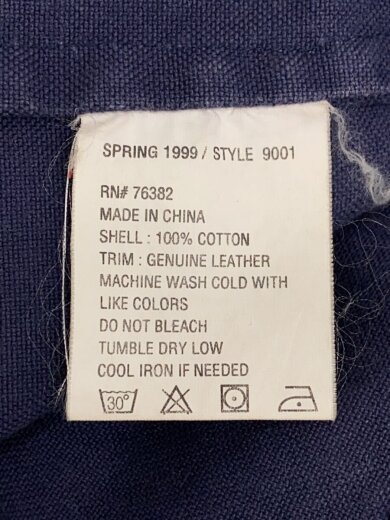 SPRING 1999 / STYLE 9001
RN# 76382
MADE IN CHINA
SHELL : 100% COTTON
TRIM : GENUINE LEATHER
MACHINE WASH COLD WITH
LIKE COLORS
DO NOT BLEACH
TUMBLE DRY LOW
COOL IRON IF NEEDED
30°